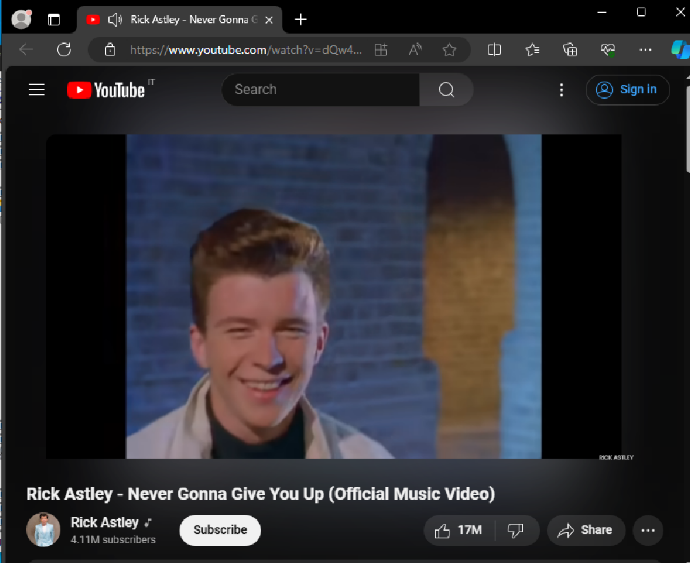 Rick Astley - Never Gonna G
https://www.youtube.com/watch?v=dQw4...
YouTube IT
Search
Sign in
RICK ASTLEY
Rick Astley - Never Gonna Give You Up (Official Music Video)
Rick Astley
4.11M subscribers
Subscribe
17M
Share